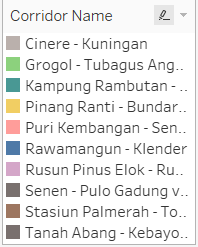 Corridor Name
Cinere - Kuningan
Grogol - Tubagus Ang..
Kampung Rambutan - ..
Pinang Ranti - Bundar..
Puri Kembangan - Sen..
Rawamangun - Klender
Rusun Pinus Elok - Ru..
Senen - Pulo Gadung v..
Stasiun Palmerah - To..
Tanah Abang - Kebayo..